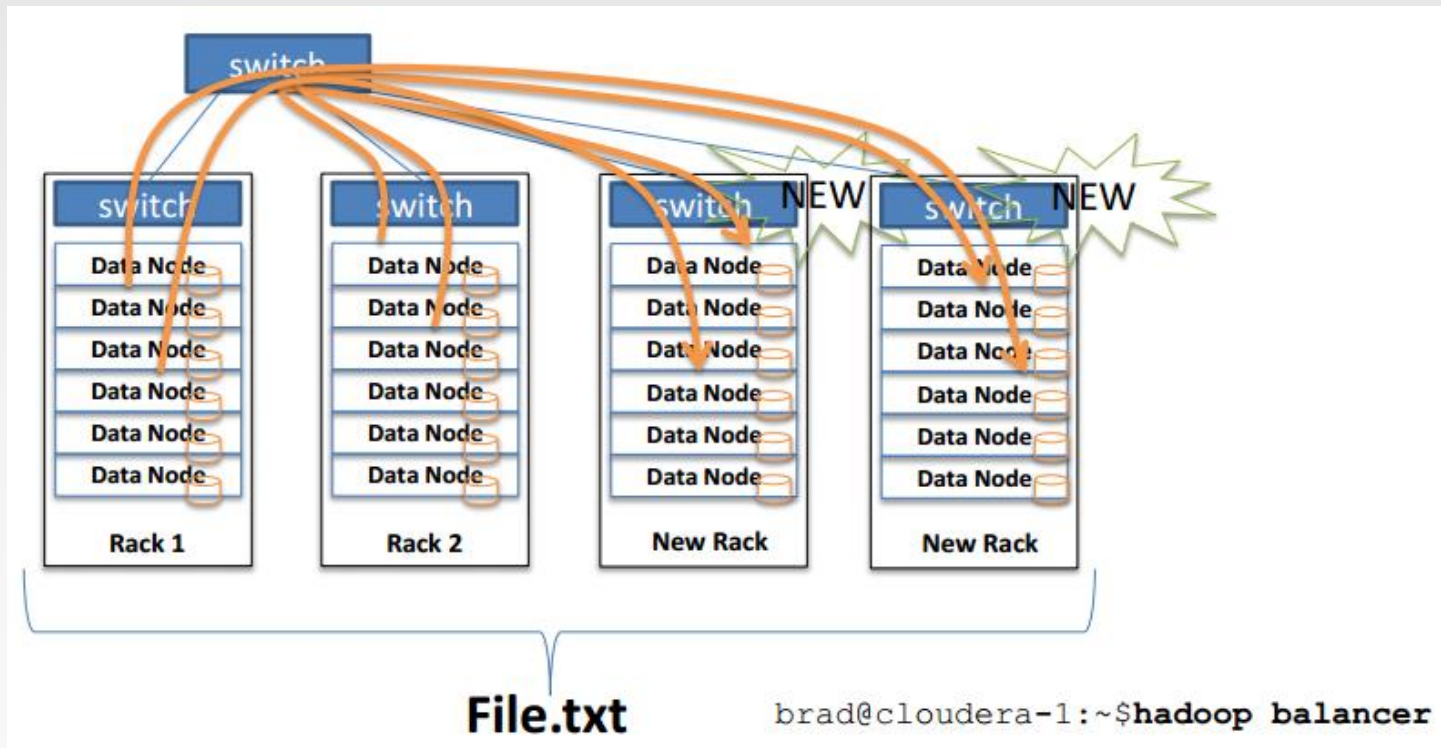 switch
switch
switch
switch
NEW
switch
NEW
Data Node
Data Node
Data Node
Data Node
Data Node
Data Node
Rack 1
Data Node
Data Node
Data Node
Data Node
Data Node
Data Node
Rack 2
Data Node
Data Node
Data Node
Data Node
Data Node
Data Node
New Rack
Data Node
Data Node
Data Node
Data Node
Data Node
Data Node
New Rack
File.txt
brad@cloudera-1:~$hadoop balancer